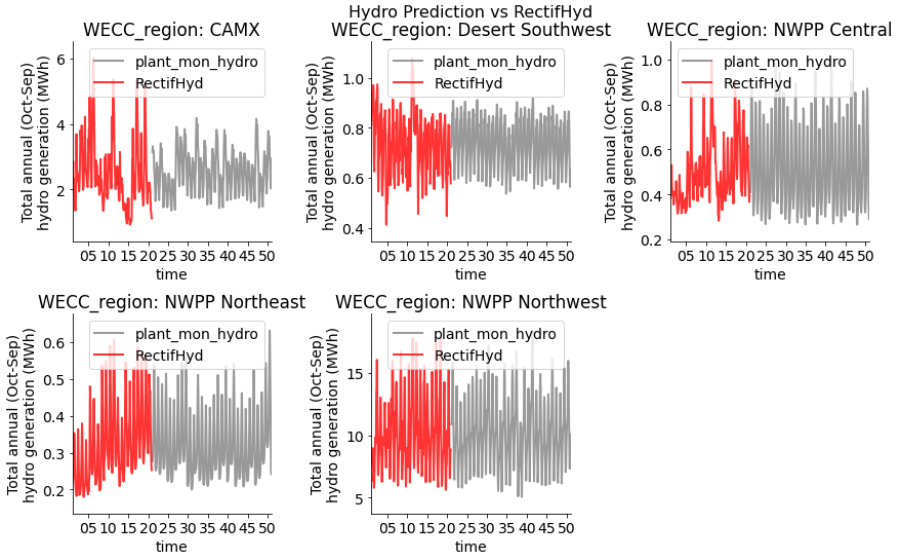 Hydro Prediction vs RectifHyd
WECC_region: CAMX
WECC_region: Desert Southwest
WECC_region: NWPP Central
Total annual (Oct-Sep)
hydro generation (MWh)
6
4
2
plant_mon_hydro
RectifHyd
05 10 15 20 25 30 35 40 45 50
time
Total annual (Oct-Sep)
hydro generation (MWh)
1.0
0.8
0.6
0.4
plant_mon_hydro
RectifHyd
05 10 15 20 25 30 35 40 45 50
time
Total annual (Oct-Sep)
hydro generation (MWh)
1.0
0.8
0.6
0.4
0.2
plant_mon_hydro
RectifHyd
05 10 15 20 25 30 35 40 45 50
time
WECC_region: NWPP Northeast
WECC_region: NWPP Northwest
Total annual (Oct-Sep)
hydro generation (MWh)
0.6
0.5
0.4
0.3
0.2
plant_mon_hydro
RectifHyd
05 10 15 20 25 30 35 40 45 50
time
Total annual (Oct-Sep)
hydro generation (MWh)
15
10
5
plant_mon_hydro
RectifHyd
05 10 15 20 25 30 35 40 45 50
time